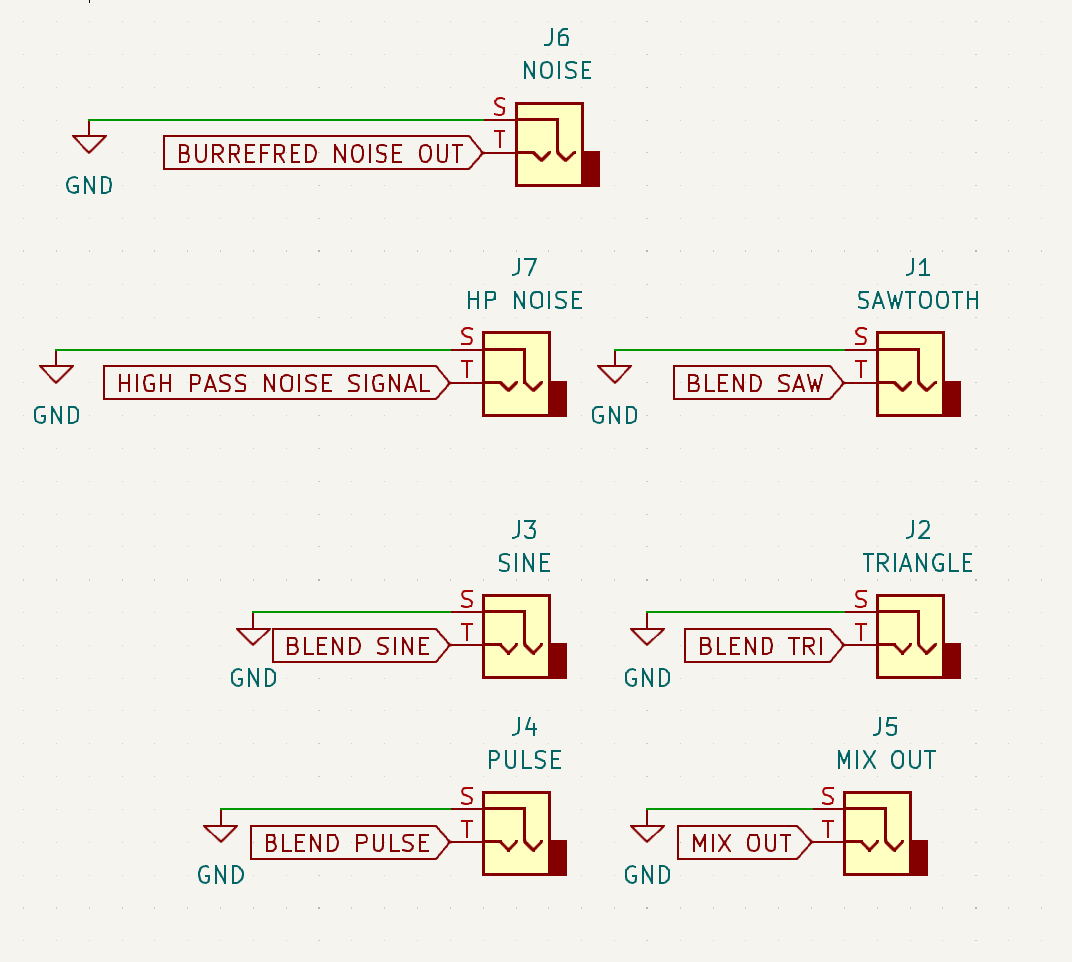 J6
NOISE
S
T
BURREFRED NOISE OUT
GND
J7
HP NOISE
S
T
HIGH PASS NOISE SIGNAL
GND
J1
SAWTOOTH
S
T
BLEND SAW
GND
J3
SINE
S
T
BLEND SINE
GND
J2
TRIANGLE
S
T
BLEND TRI
GND
J4
PULSE
S
T
BLEND PULSE
GND
J5
MIX OUT
S
T
MIX OUT
GND